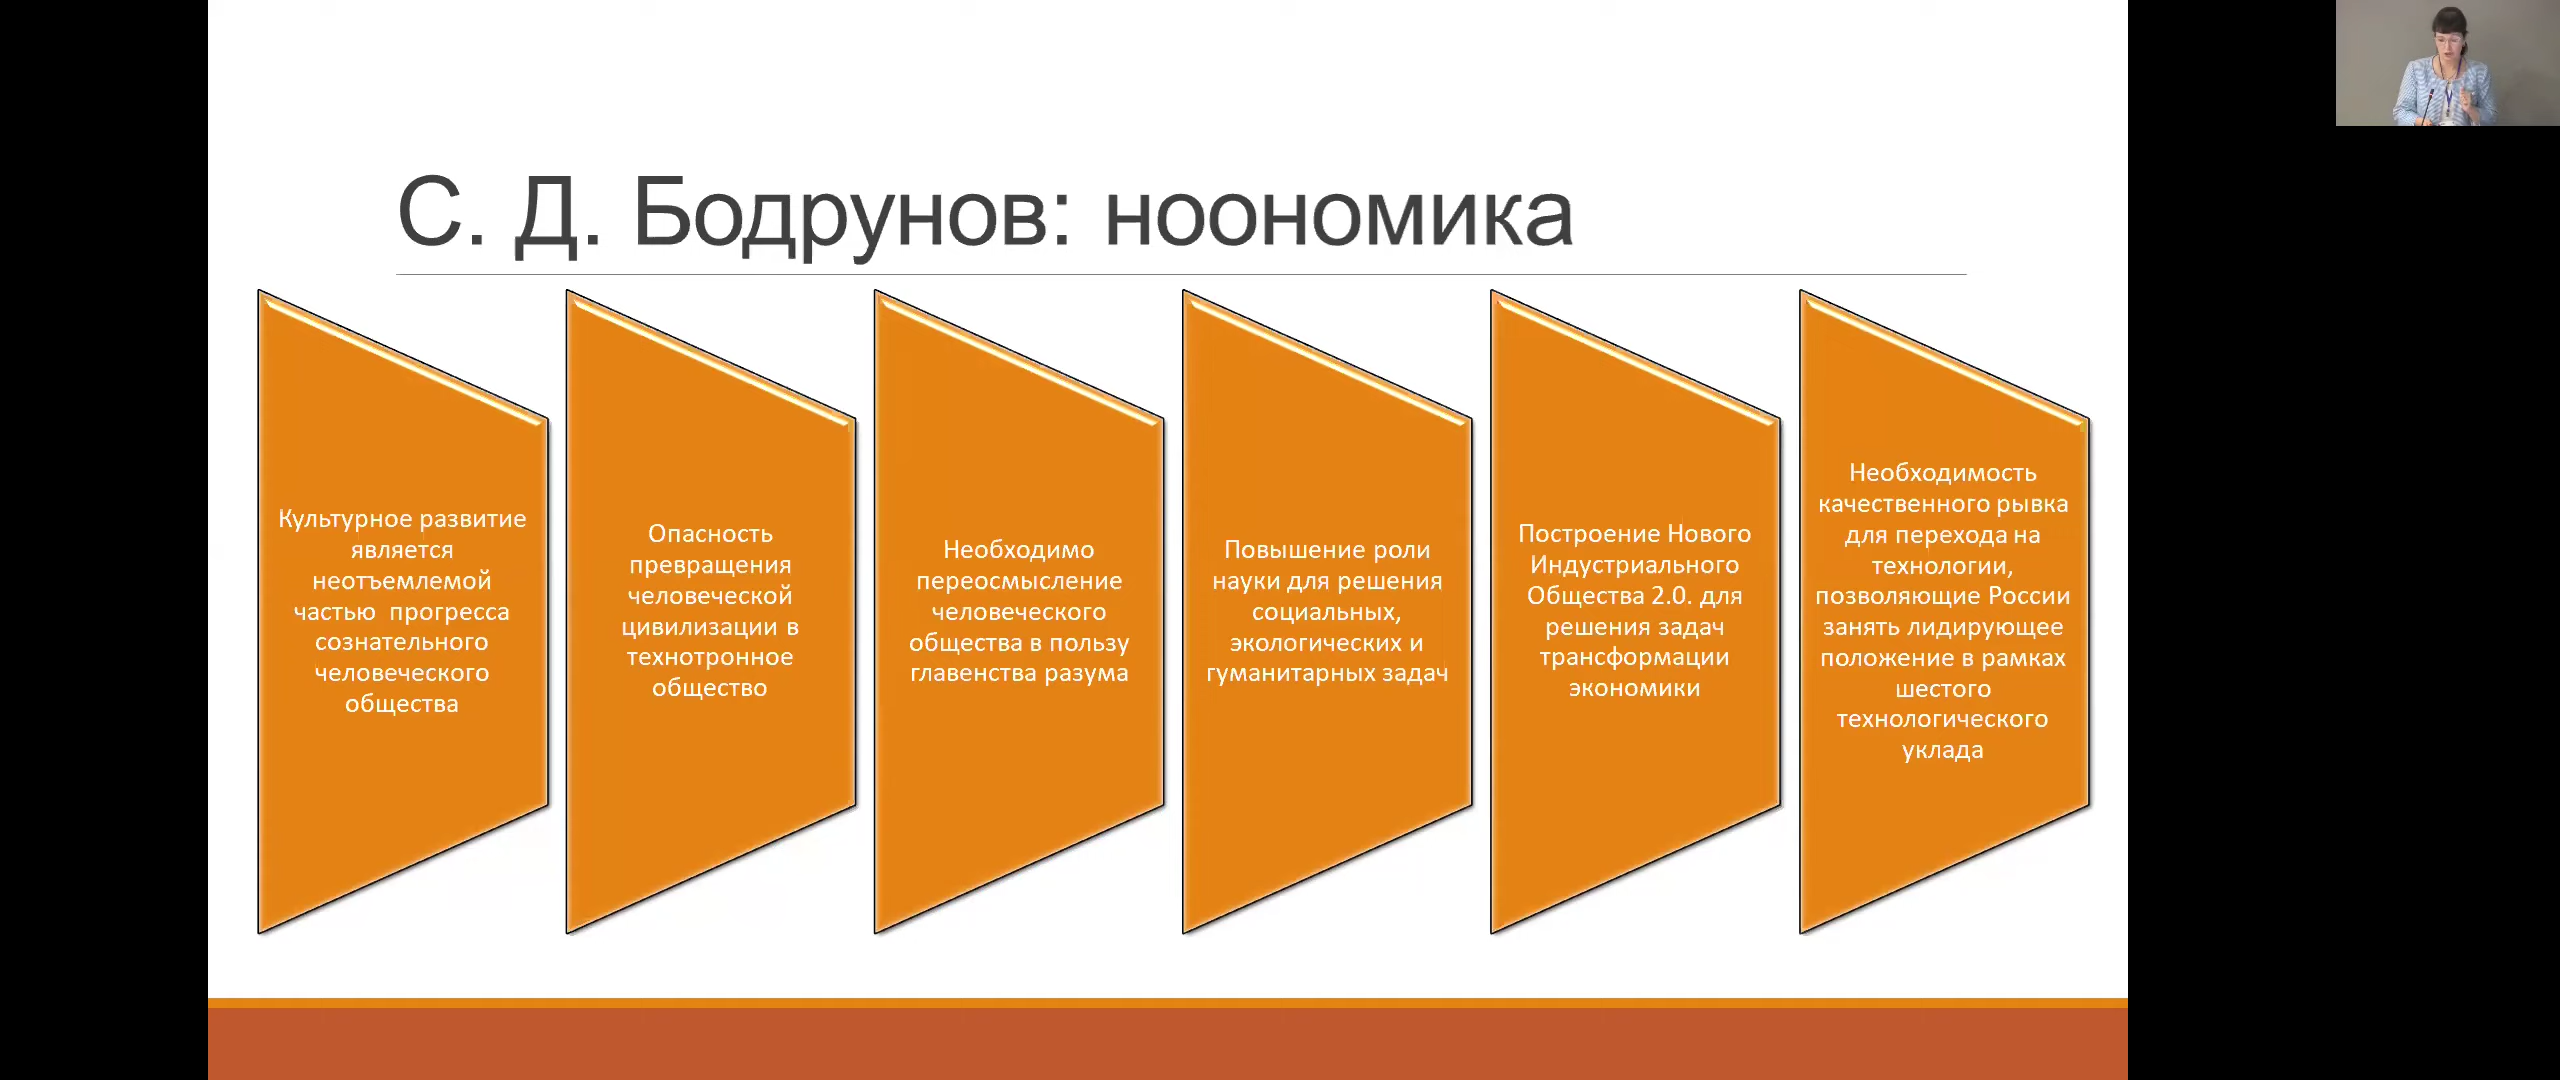 С. Д. Бодрунов: ноономика
Культурное развитие
является
неотъемлемой
частью прогресса
сознательного
человеческого
общества
Опасность
превращения
человеческой
цивилизации в
технотронное
общество
Необходимо
переосмысление
человеческого
общества в пользу
главенства разума
Повышение роли
науки для решения
социальных,
экологических и
гуманитарных задач
Построение Нового
Индустриального
Общества 2.0. для
решения задач
трансформации
экономики
Необходимость
качественного рывка
для перехода на
технологии,
позволяющие России
занять лидирующее
положение в рамках
шестого
технологического
уклада